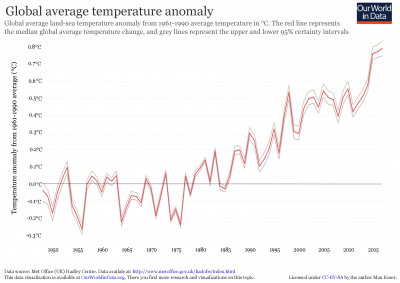 Global average temperature anomaly
Our World
in Data
Global average land-sea temperature anomaly from 1961-1990 average temperature in °C. The red line represents
the median global average temperature change, and grey lines represent the upper and lower 95% certainty intervals
0.8°C
0.7°C
0.6°C
0.5°C
0.4°C
0.3°C
0.2°C
0.1°C
0.0°C
-0.1°C
-0.2°C
-0.3°C
Temperature anomaly from 1961-1990 average (°C)
1950 1955 1960 1965 1970 1975 1980 1985 1990 1995 2000 2005 2010 2015
Data source: Met Office (UK) Hadley Centre. Data available at: http://www.metoffice.gov.uk/hadobs/index.html
This data visualization is available at OurWorldinData.org. There you find more research and visualizations on this topic.
Licensed under CC-BY-SA by the author Max Roser.